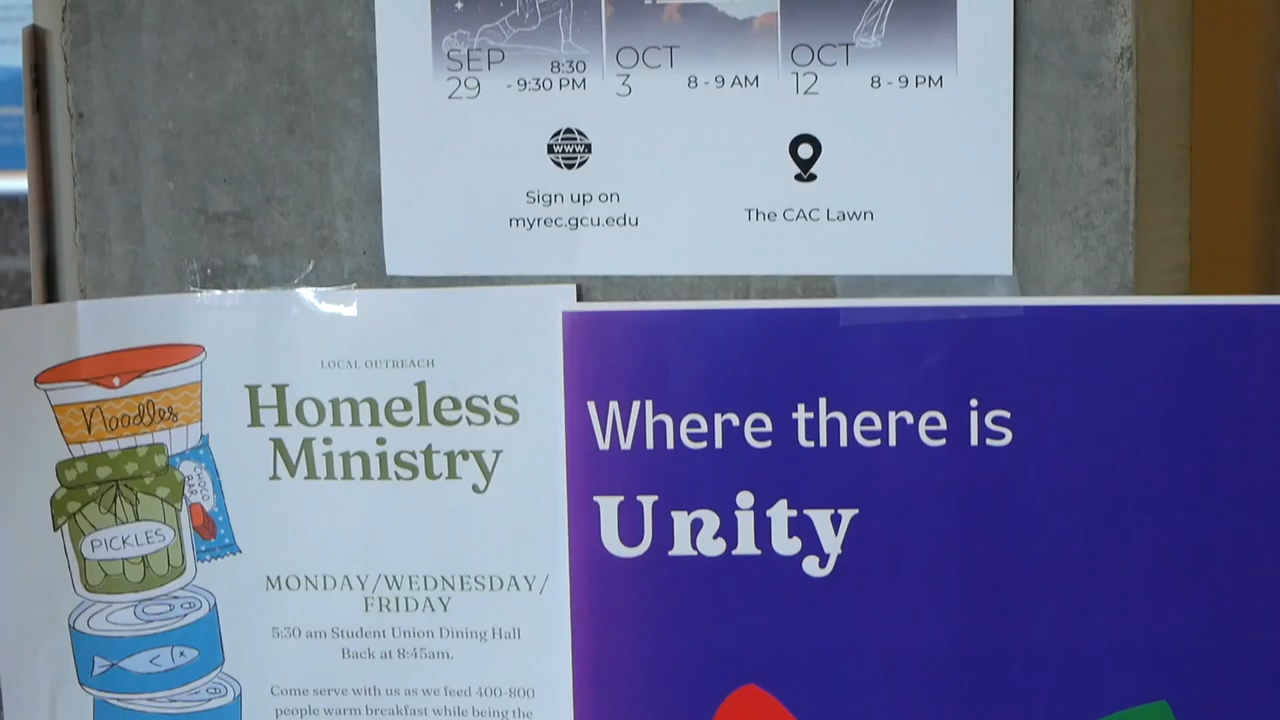 SEP
29
8:30
- 9:30 PM
OCT
3
8 - 9 AM
OCT
12
8 - 9 PM
www.
Sign up on
myrec.gcu.edu
The CAC Lawn
LOCAL OUTREACH
Homeless
Ministry
Noodles
CHOCO
BAR
PICKLES
MONDAY/WEDNESDAY/
FRIDAY
5:30 am Student Union Dining Hall
Back at 8:45am.
Come serve with us as we feed 400-800
people warm breakfast while being the
Where there is
Unity